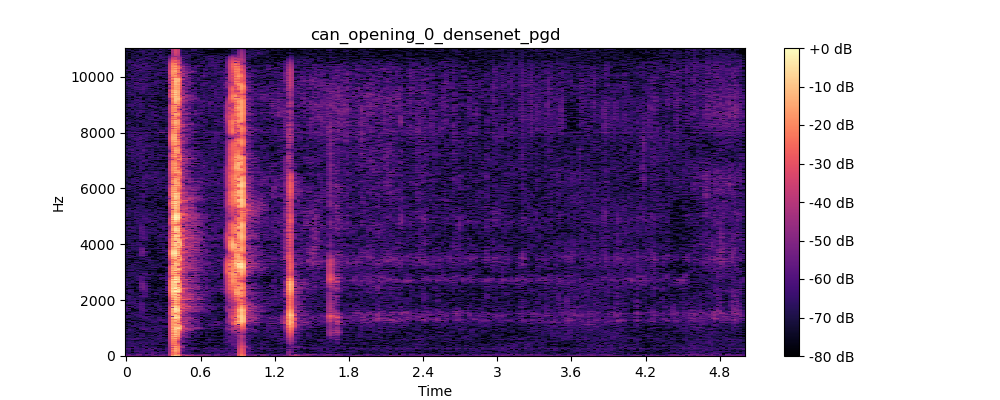 can_opening_0_densenet_pgd
10000
8000
6000
4000
2000
0
Hz
0 0.6 1.2 1.8 2.4 3 3.6 4.2 4.8
Time
+0 dB
-10 dB
-20 dB
-30 dB
-40 dB
-50 dB
-60 dB
-70 dB
-80 dB